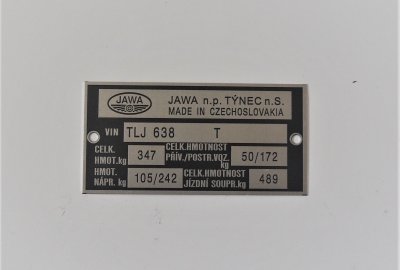 JAWA
JAWA n.p. TÝNEC n.S.
MADE IN CZECHOSLOVAKIA
VIN TLJ 638 T
CELK. HMOT.kg 347 CELK.HMOTNOST PŘÍV./POSTR.VOZ. kg 50/172
HMOT. NÁPR. kg 105/242 CELK.HMOTNOST JÍZDNÍ SOUPR.kg 489